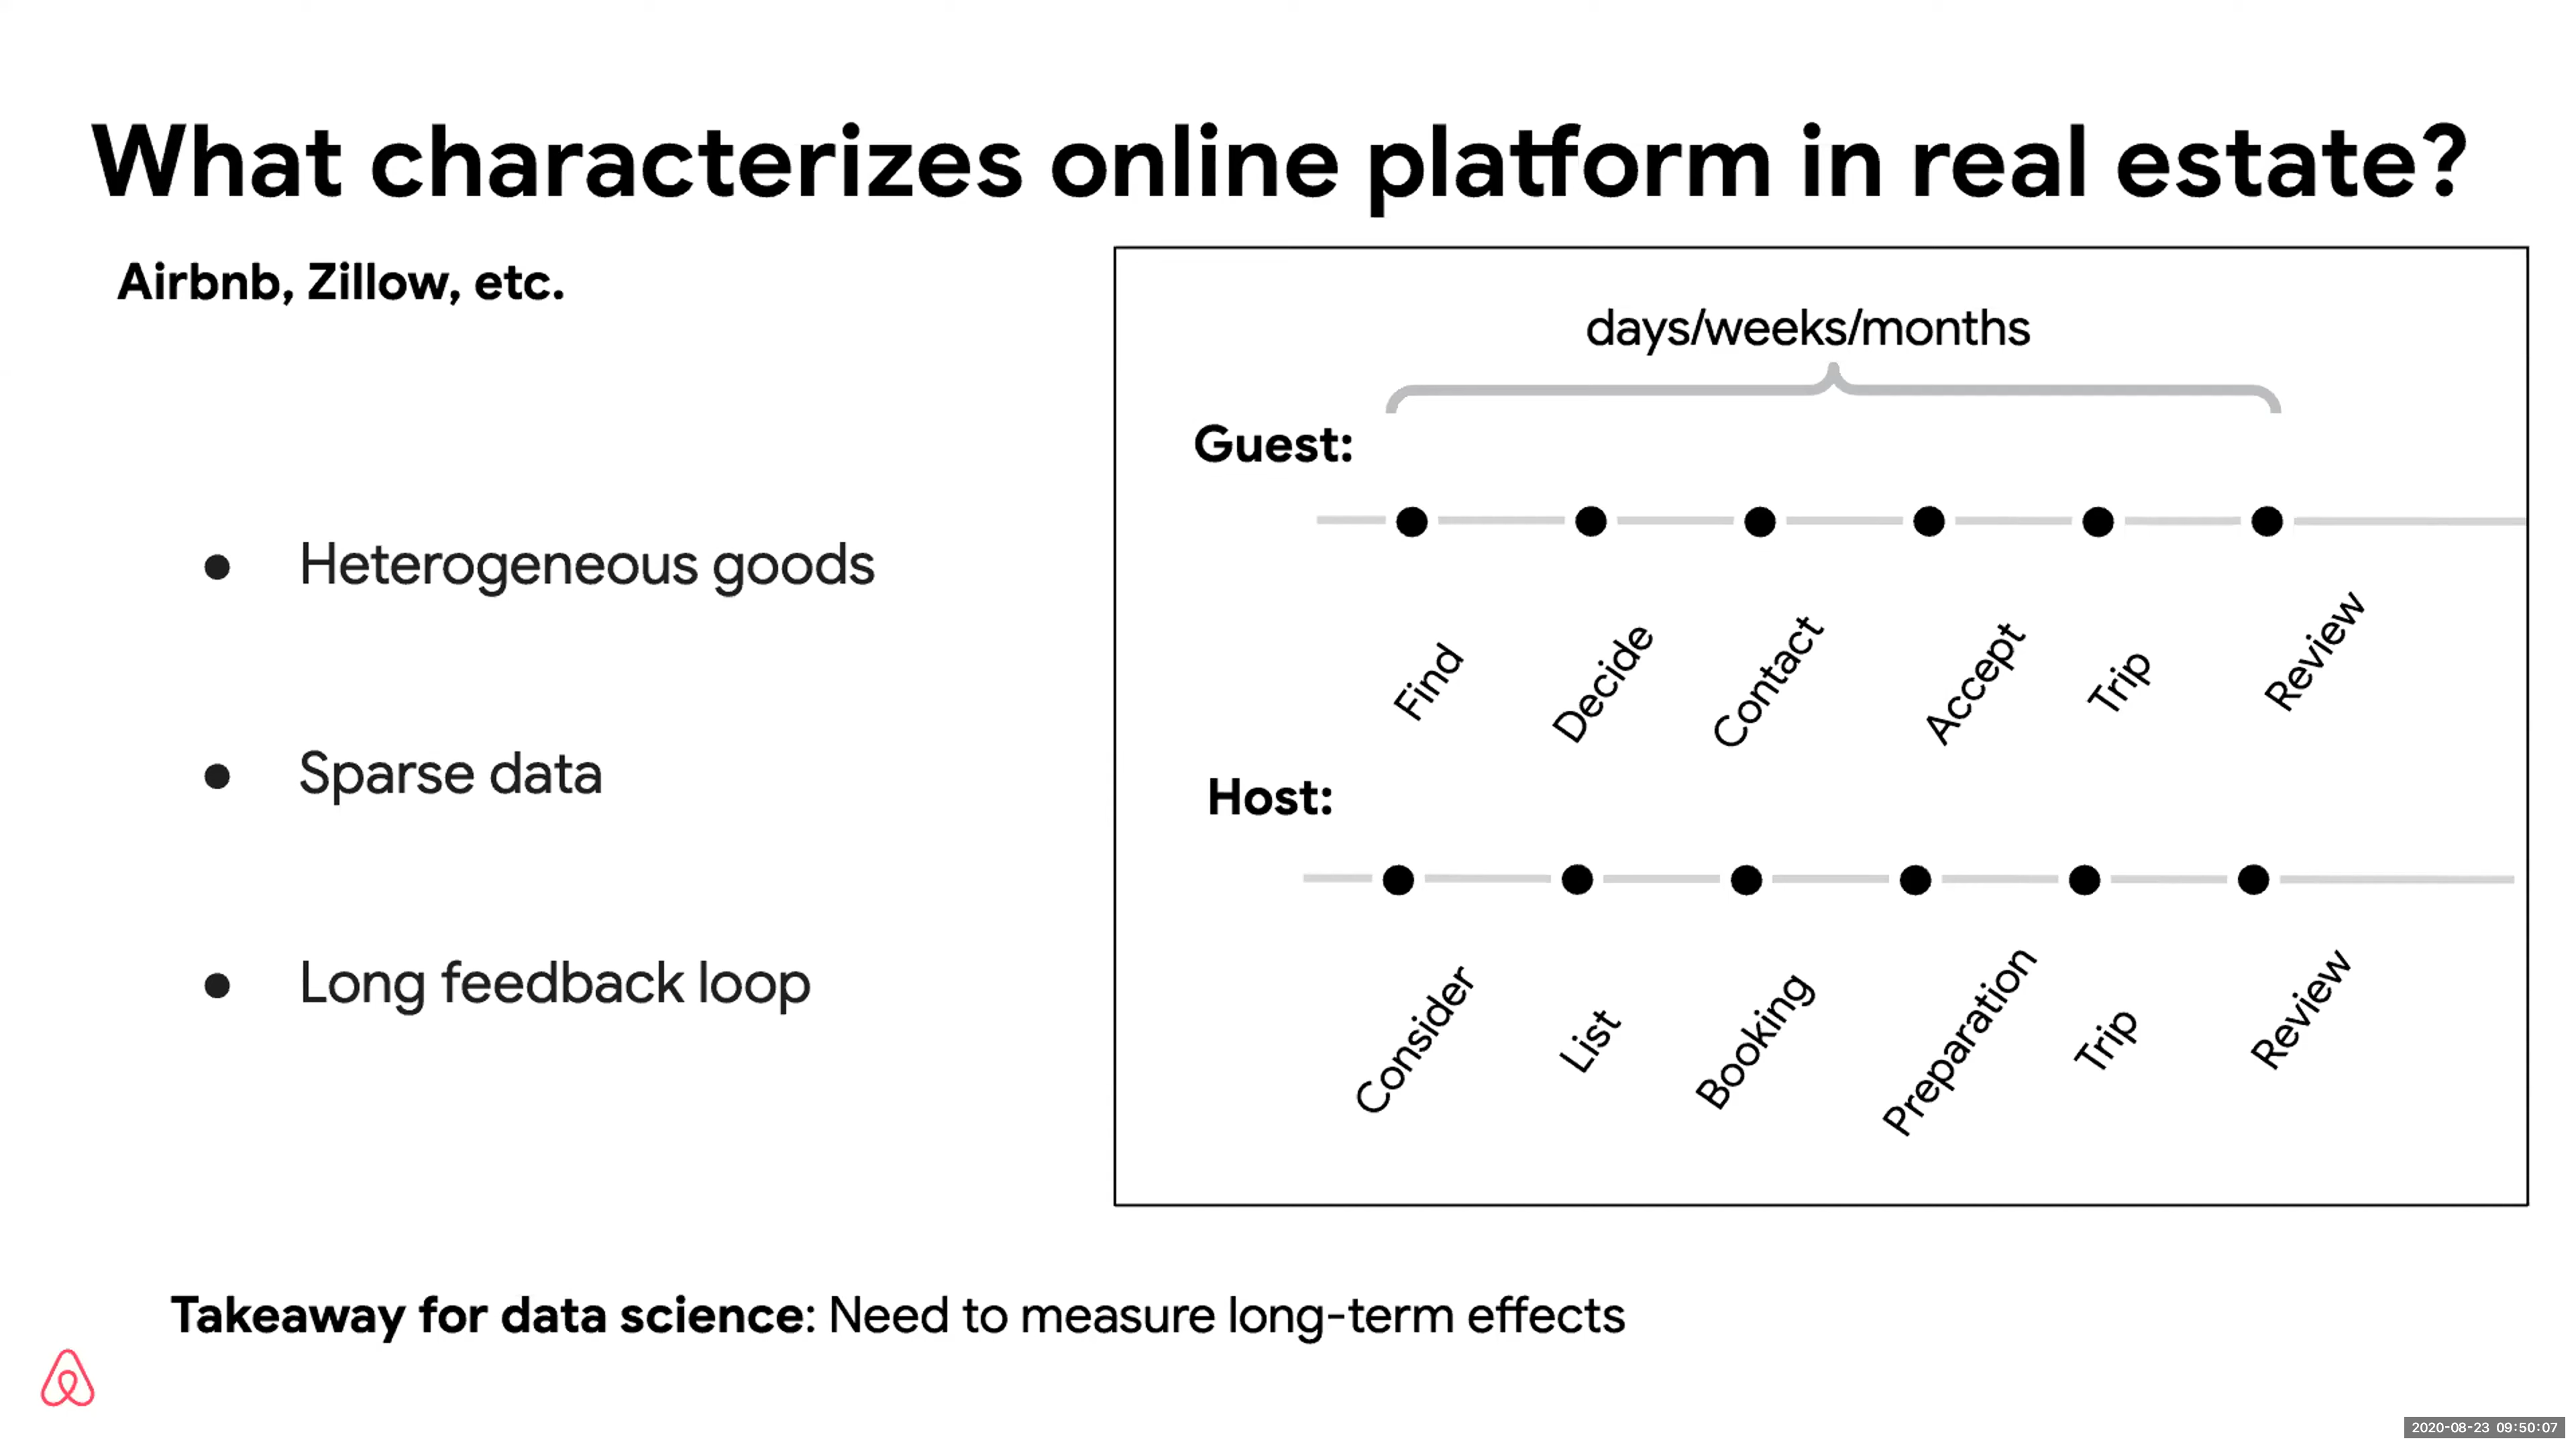 What characterizes online platform in real estate?
Airbnb, Zillow, etc.
● Heterogeneous goods
● Sparse data
● Long feedback loop
days/weeks/months
Guest:
Find
Decide
Contact
Accept
Trip
Review
Host:
Consider
List
Booking
Preparation
Trip
Review
Takeaway for data science: Need to measure long-term effects
2020-08-23 09:50:07